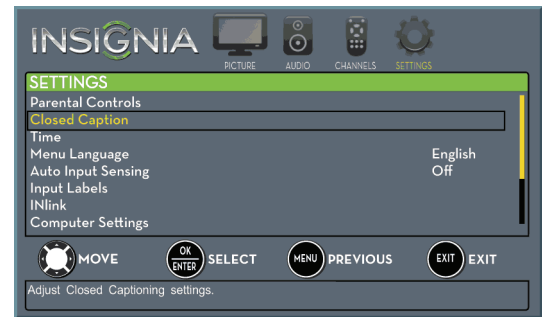 INSIGNIA
PICTURE AUDIO CHANNELS SETTINGS
SETTINGS
Parental Controls
Closed Caption
Time
Menu Language English
Auto Input Sensing Off
Input Labels
INlink
Computer Settings
MOVE OK ENTER SELECT MENU PREVIOUS EXIT EXIT
Adjust Closed Captioning settings.